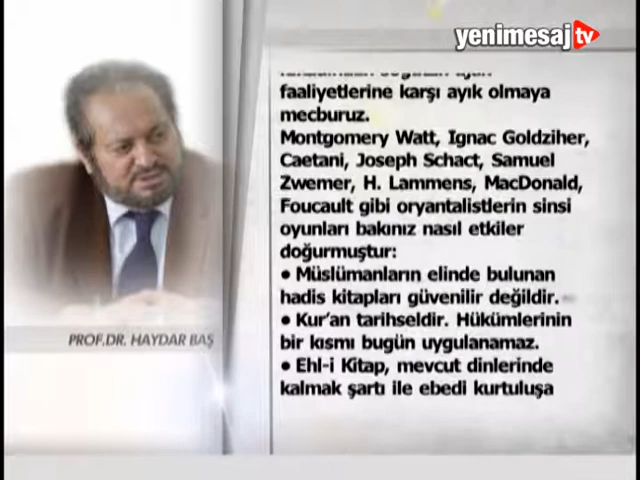 yenimesaj tv
faaliyetlerine karşı ayık olmaya
mecburuz.
Montgomery Watt, Ignac Goldziher,
Caetani, Joseph Schact, Samuel
Zwemer, H. Lammens, MacDonald,
Foucault gibi oryantalistlerin sinsi
oyunları bakınız nasıl etkiler
doğurmuştur:
• Müslümanların elinde bulunan
hadis kitapları güvenilir değildir.
• Kur'an tarihseldir. Hükümlerinin
bir kısmı bugün uygulanamaz.
• Ehl-i Kitap, mevcut dinlerinde
kalmak şartı ile ebedi kurtuluşa
PROF.DR. HAYDAR BAŞ